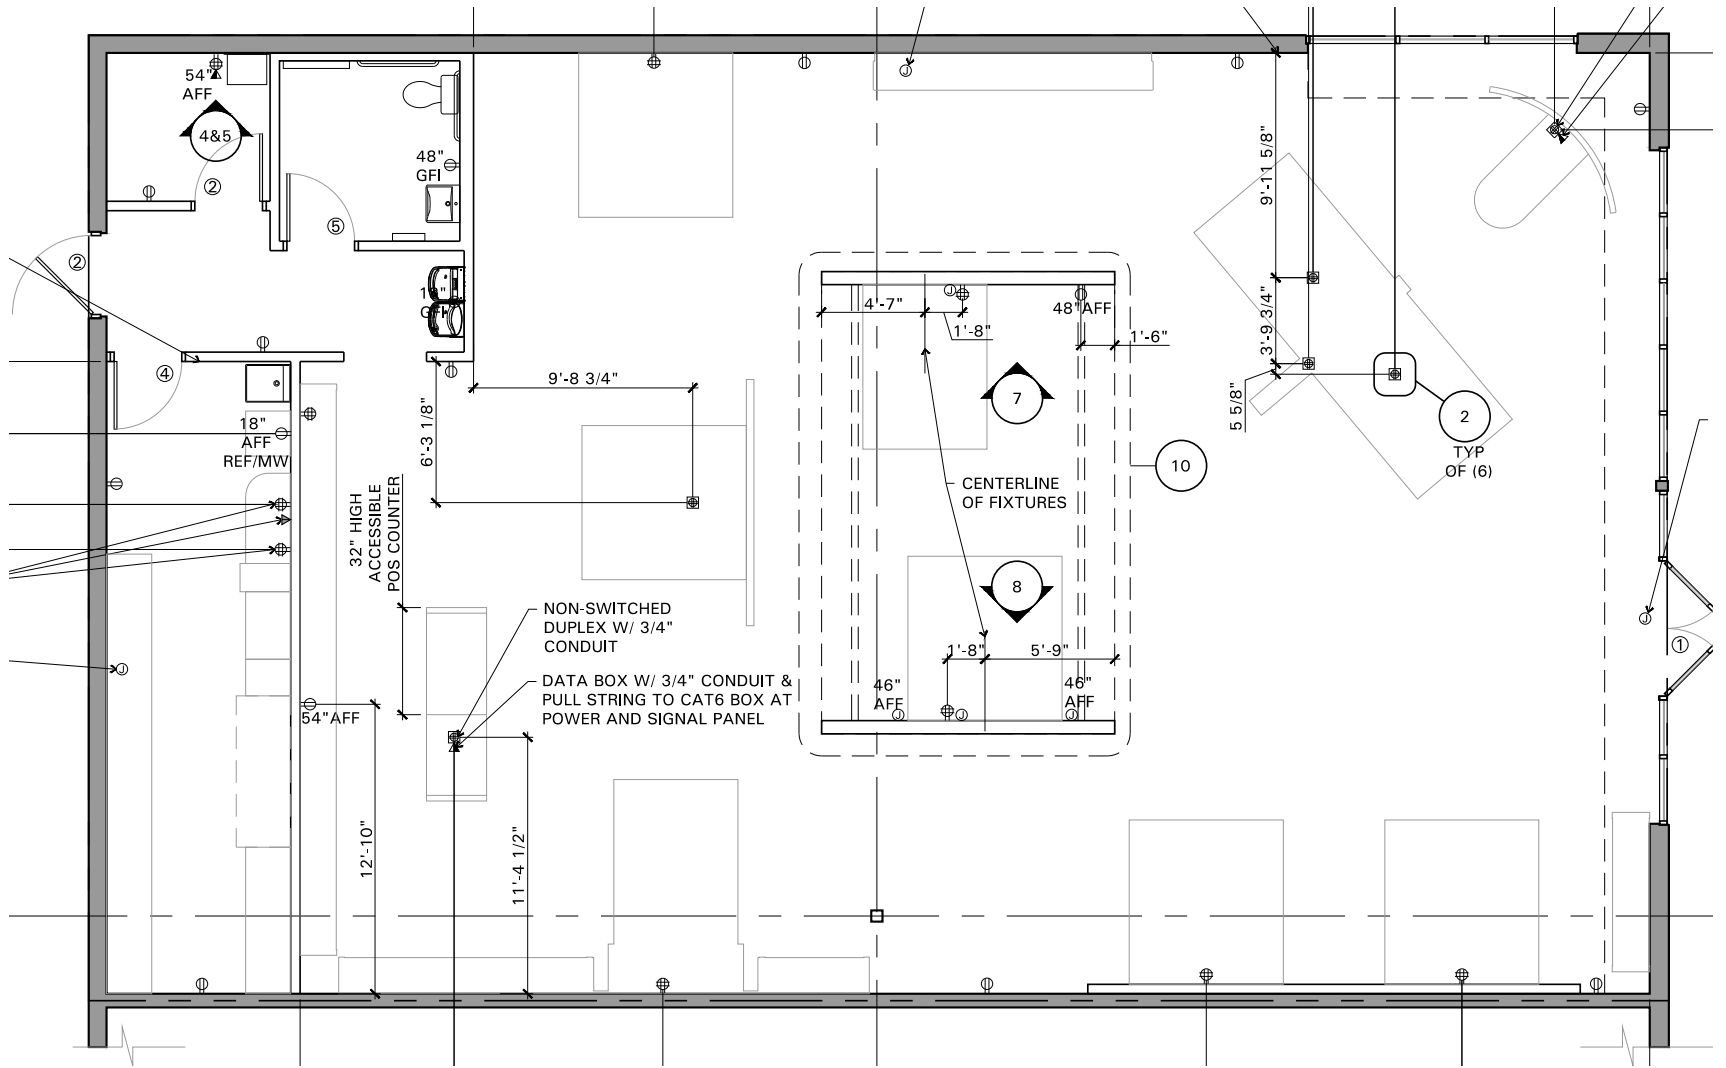 54"
AFF
4&5
2
48"
GFI
5
2
4
18"
AFF
REF/MW
9'-8 3/4"
6'-3 1/8"
32" HIGH
ACCESSIBLE
POS COUNTER
NON-SWITCHED
DUPLEX W/ 3/4"
CONDUIT
DATA BOX W/ 3/4" CONDUIT &
PULL STRING TO CAT6 BOX AT
POWER AND SIGNAL PANEL
54"AFF
12'-10"
11'-4 1/2"
J
J
J
4'-7"
1'-8"
48"AFF
1'-6"
7
CENTERLINE
OF FIXTURES
10
8
1'-8"
5'-9"
46"
AFF
46"
AFF
J
J
J
9'-11 5/8"
3'-9 3/4"
5 5/8"
2
TYP
OF (6)
J
1